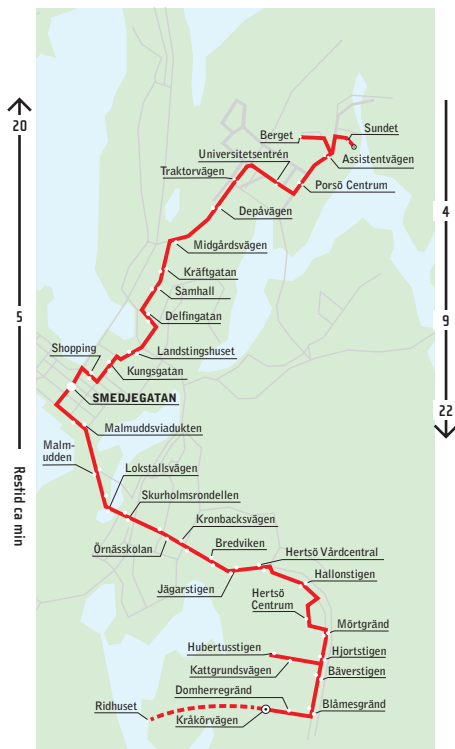 20
Sundet
Berget
Universitetsentrén
Assistentvägen
Traktorvägen
Porsö Centrum
4
Depåvägen
Midgårdsvägen
Kräftgatan
Samhall
5
Delfingatan
9
Shopping
Landstingshuset
Kungsgatan
SMEDJEGATAN
22
Malmuddsviadukten
Malm-
udden
Lokstallsvägen
Restid ca min
Skurholmsrondellen
Kronbacksvägen
Örnässkolan
Bredviken
Hertsö Vårdcentral
Jägarstigen
Hallonstigen
Hertsö
Centrum
Mörtgränd
Hubertusstigen
Hjortstigen
Kattgrundsvägen
Bäverstigen
Domherregränd
Ridhuset
Blåmesgränd
Kråkörvägen